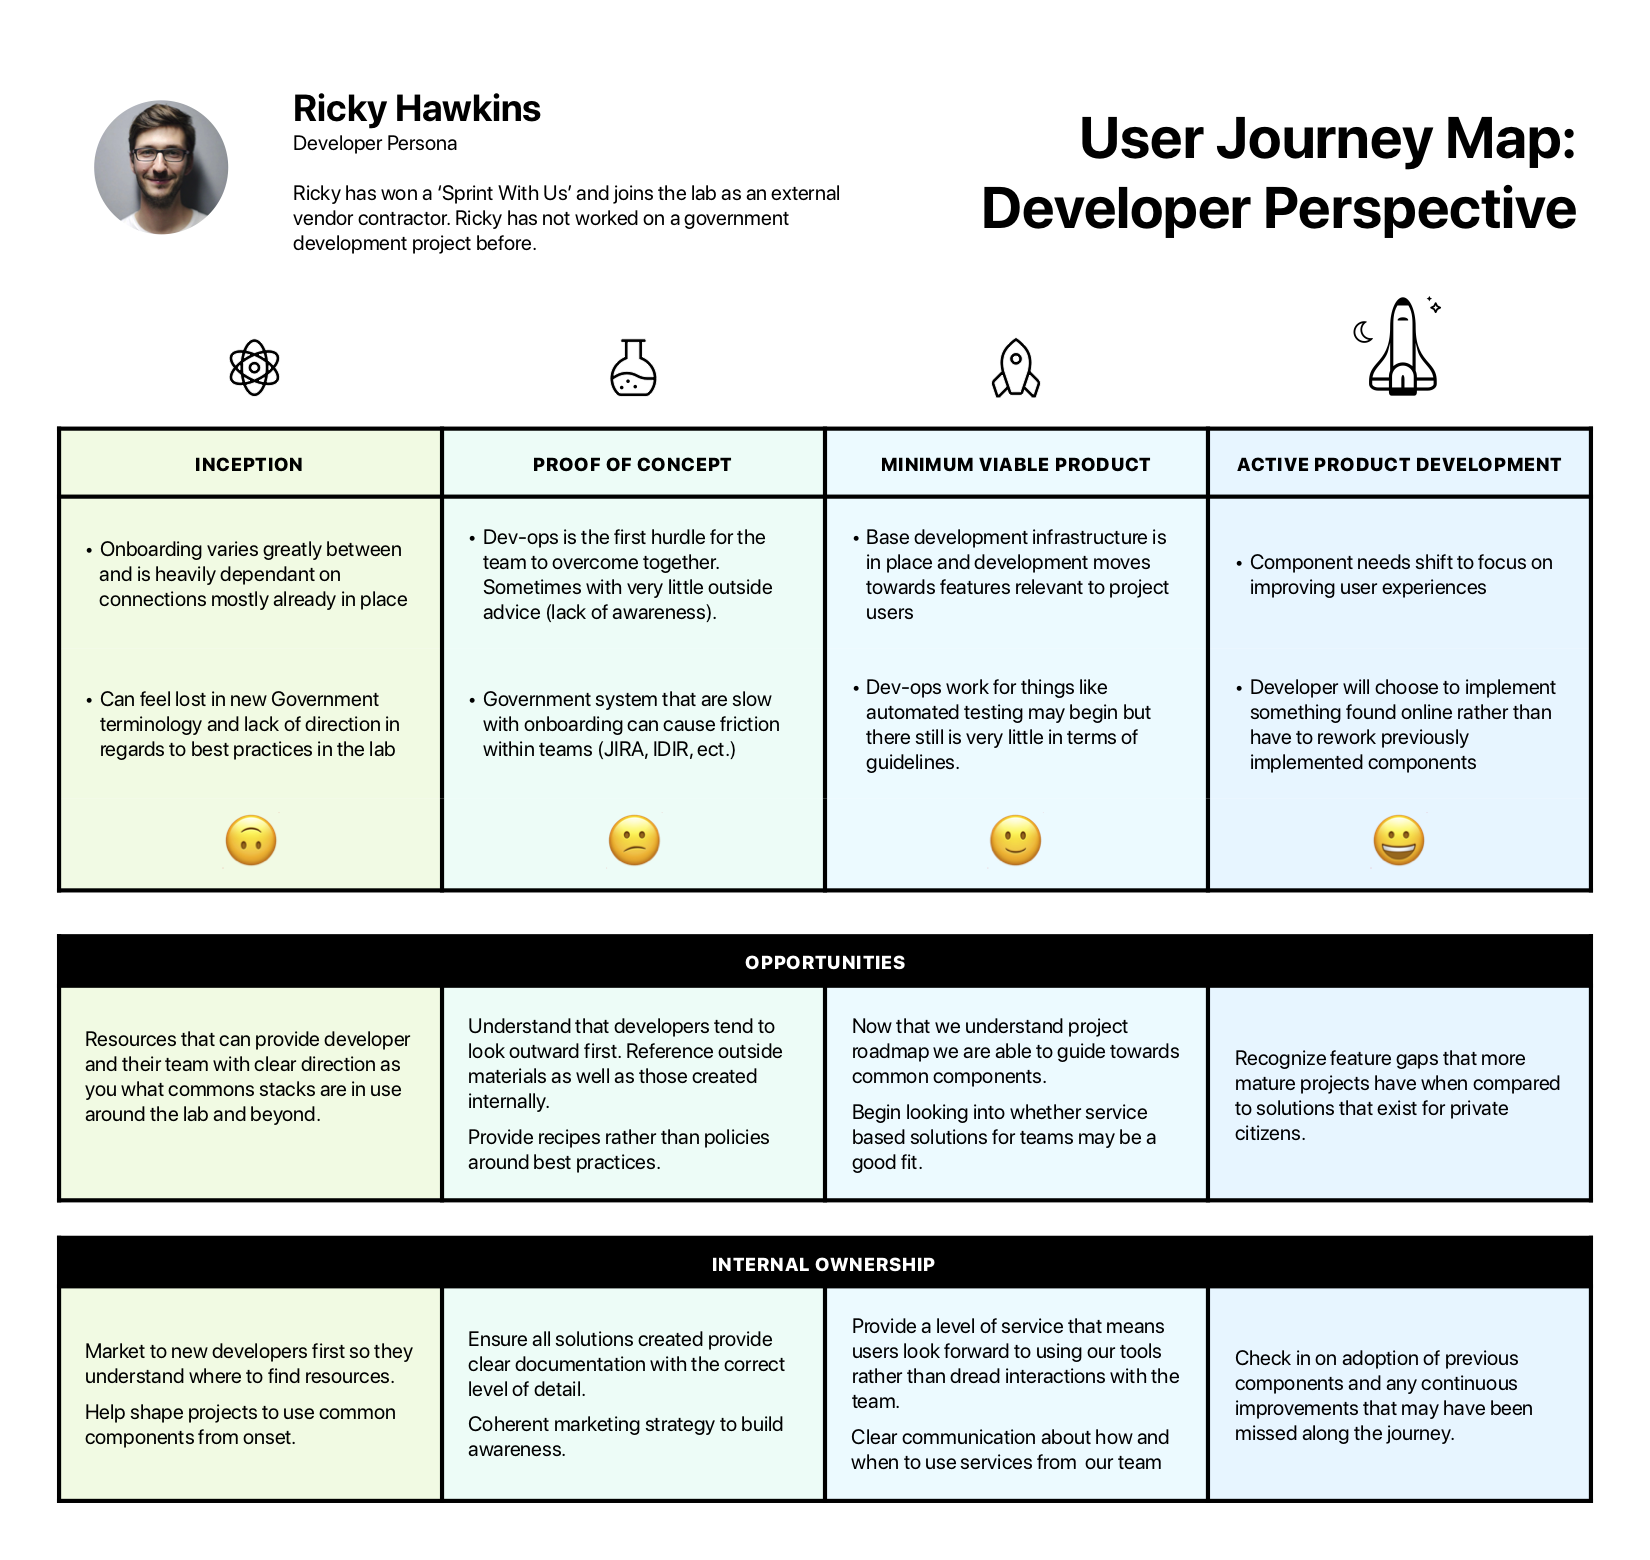 Ricky Hawkins
Developer Persona
Ricky has won a ‘Sprint With Us’ and joins the lab as an external
vendor contractor. Ricky has not worked on a government
development project before.
User Journey Map:
Developer Perspective
INCEPTION
• Onboarding varies greatly between
and is heavily dependant on
connections mostly already in place
• Can feel lost in new Government
terminology and lack of direction in
regards to best practices in the lab
PROOF OF CONCEPT
• Dev-ops is the first hurdle for the
team to overcome together.
Sometimes with very little outside
advice (lack of awareness).
• Government system that are slow
with onboarding can cause friction
within teams (JIRA, IDIR, ect.)
MINIMUM VIABLE PRODUCT
• Base development infrastructure is
in place and development moves
towards features relevant to project
users
• Dev-ops work for things like
automated testing may begin but
there still is very little in terms of
guidelines.
ACTIVE PRODUCT DEVELOPMENT
• Component needs shift to focus on
improving user experiences
• Developer will choose to implement
something found online rather than
have to rework previously
implemented components
OPPORTUNITIES
Resources that can provide developer
and their team with clear direction as
you what commons stacks are in use
around the lab and beyond.
Understand that developers tend to
look outward first. Reference outside
materials as well as those created
internally.
Provide recipes rather than policies
around best practices.
Now that we understand project
roadmap we are able to guide towards
common components.
Begin looking into whether service
based solutions for teams may be a
good fit.
Recognize feature gaps that more
mature projects have when compared
to solutions that exist for private
citizens.
INTERNAL OWNERSHIP
Market to new developers first so they
understand where to find resources.
Help shape projects to use common
components from onset.
Ensure all solutions created provide
clear documentation with the correct
level of detail.
Coherent marketing strategy to build
awareness.
Provide a level of service that means
users look forward to using our tools
rather than dread interactions with the
team.
Clear communication about how and
when to use services from our team
Check in on adoption of previous
components and any continuous
improvements that may have been
missed along the journey.